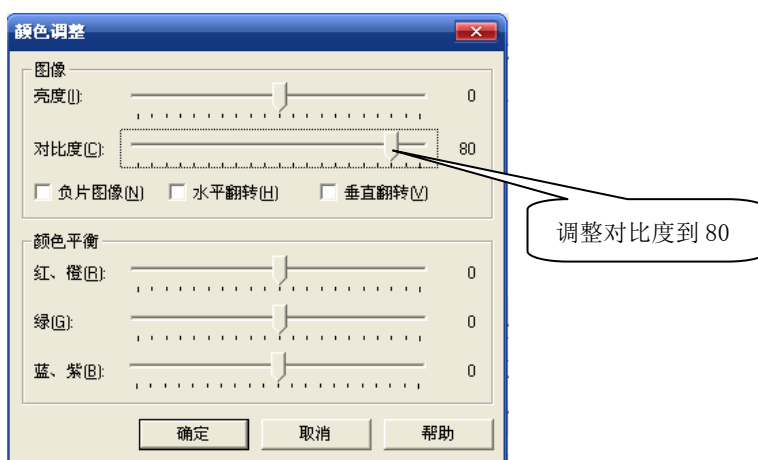 颜色调整
图像
亮度(I): 0
对比度(C): 80
负片图像(N) 水平翻转(H) 垂直翻转(V)
调整对比度到 80
颜色平衡
红、橙(R): 0
绿(G): 0
蓝、紫(B): 0
确定 取消 帮助